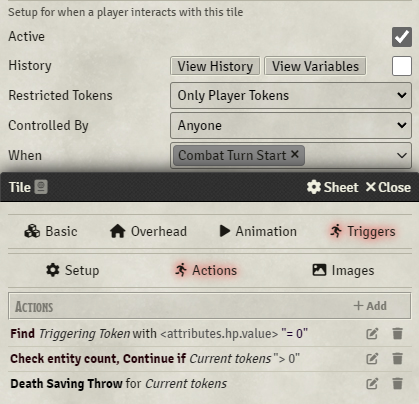 Setup for when a player interacts with this tile
Active
History View History View Variables
Restricted Tokens Only Player Tokens
Controlled By Anyone
When Combat Turn Start ×
Tile Sheet ×Close
Basic Overhead Animation Triggers
Setup Actions Images
Actions + Add
Find Triggering Token with <attributes.hp.value> "= 0"
Check entity count, Continue if Current tokens "> 0"
Death Saving Throw for Current tokens